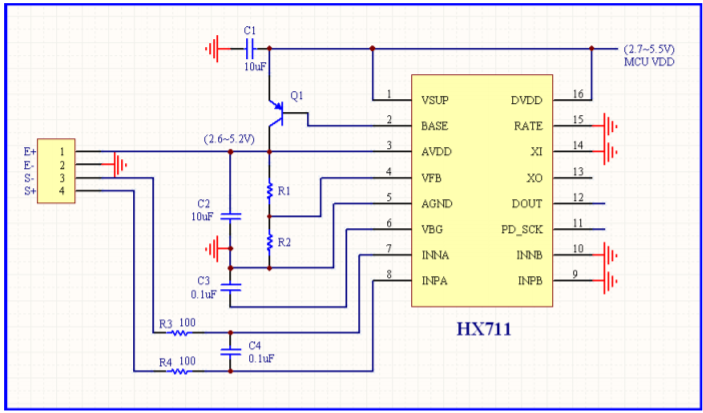 C1
10uF
(2.7~5.5V)
MCU VDD
Q1
1 VSUP DVDD 16
2 BASE RATE 15
(2.6~5.2V)
E+ 1
3 AVDD XI 14
E- 2
S- 3
4 VFB XO 13
S+ 4
R1
C2
10uF
5 AGND DOUT 12
6 VBG PD_SCK 11
R2
7 INNA INNB 10
C3
0.1uF
8 INPA INPB 9
R3 100
HX711
C4
0.1uF
R4 100